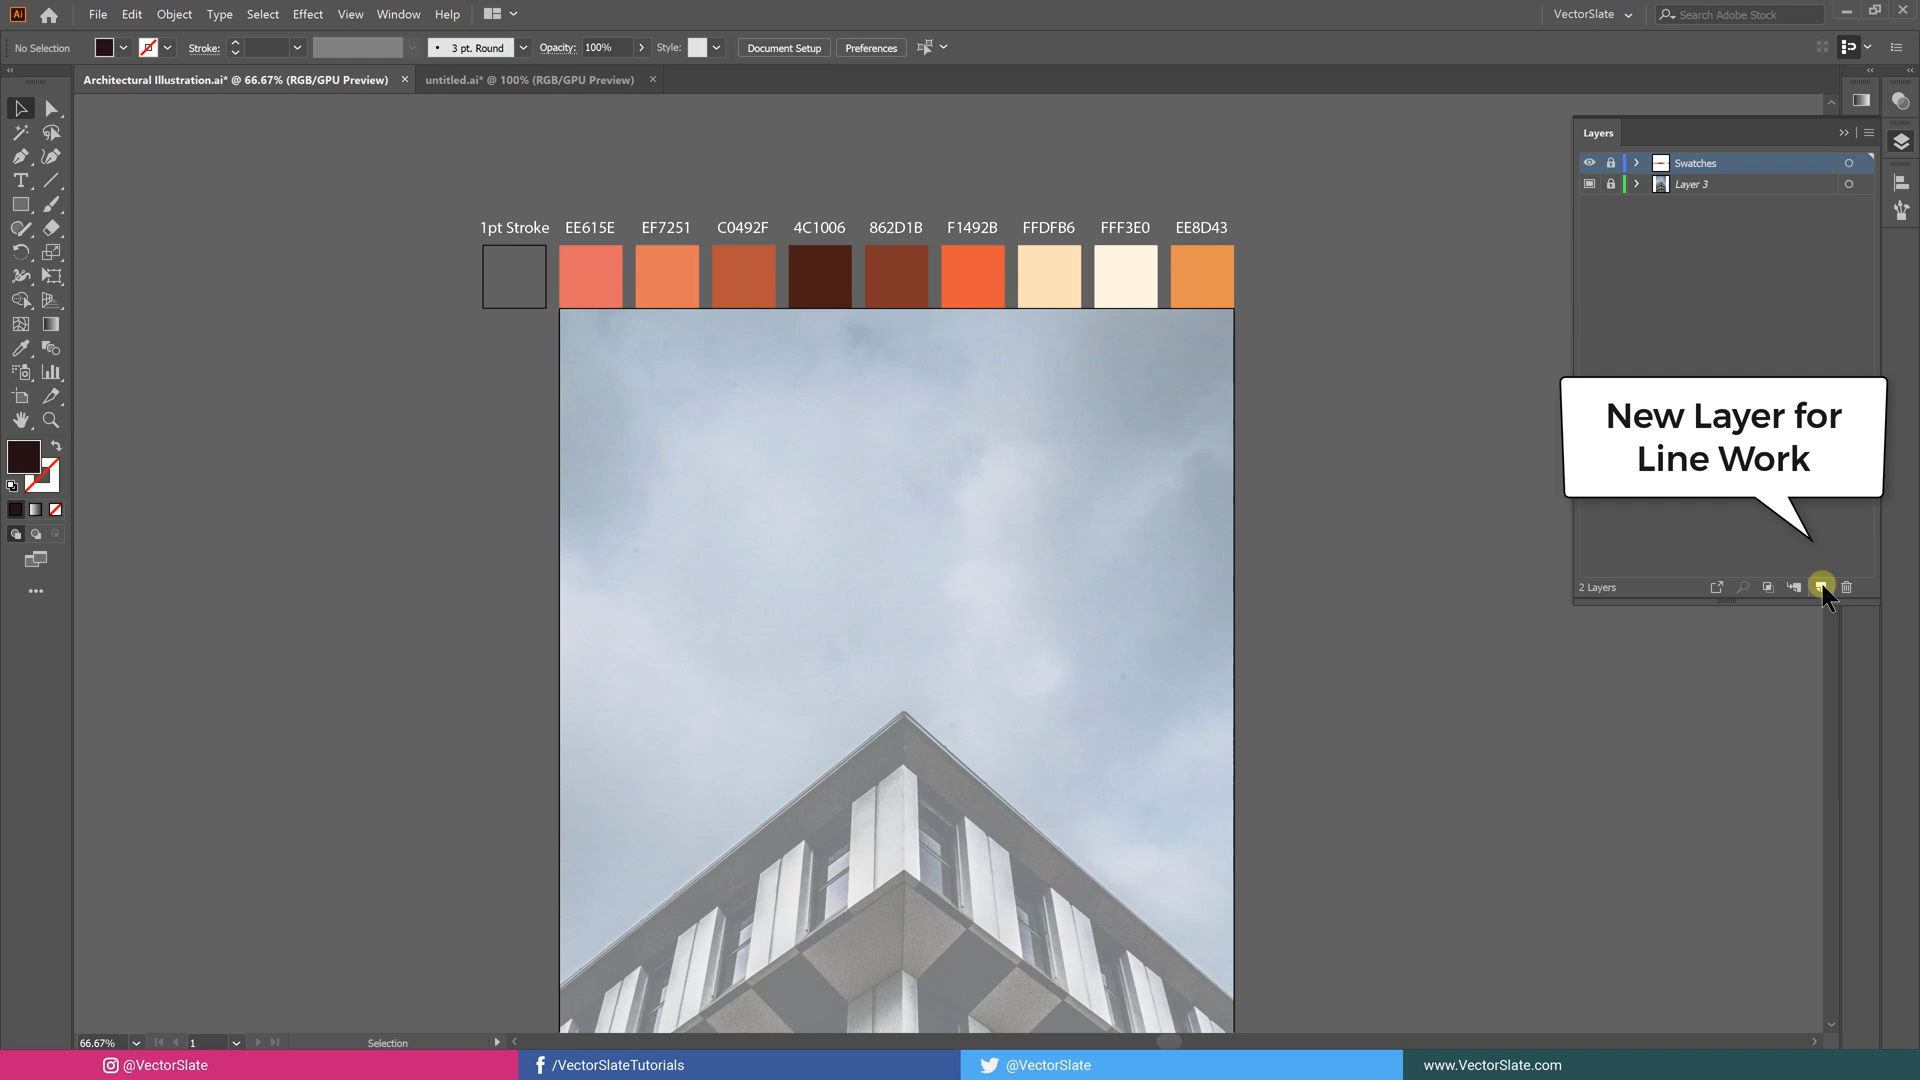 Ai File Edit Object Type Select Effect View Window Help VectorSlate Search Adobe Stock
No Selection Stroke: 3 pt. Round Opacity: 100% Style: Document Setup Preferences
Architectural Illustration.ai* @ 66.67% (RGB/GPU Preview) × untitled.ai* @ 100% (RGB/GPU Preview) ×
Layers
Swatches
Layer 3
1pt Stroke EE615E EF7251 C0492F 4C1006 862D1B F1492B FFDFB6 FFF3E0 EE8D43
New Layer for
Line Work
2 Layers
66.67% 1 Selection
@VectorSlate /VectorSlateTutorials @VectorSlate www.VectorSlate.com